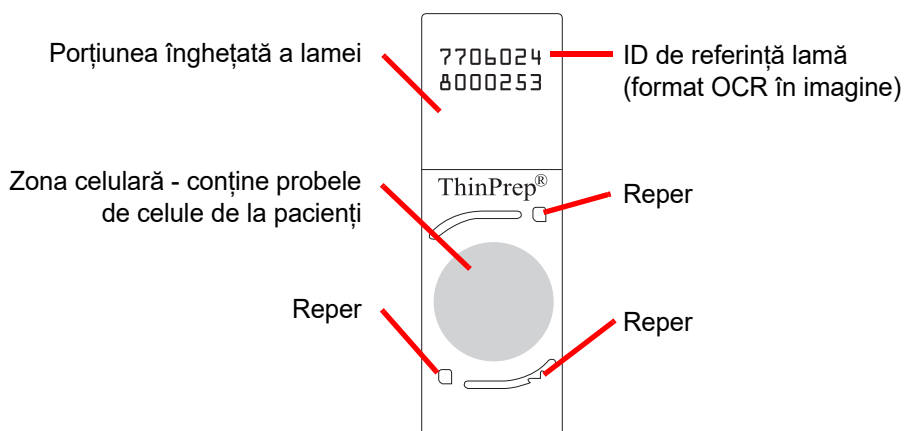 Porțiunea înghețată a lamei
7706024
8000253
ID de referință lamă
(format OCR în imagine)
ThinPrep®
Zona celulară - conține probele
de celule de la pacienți
Reper
Reper
Reper